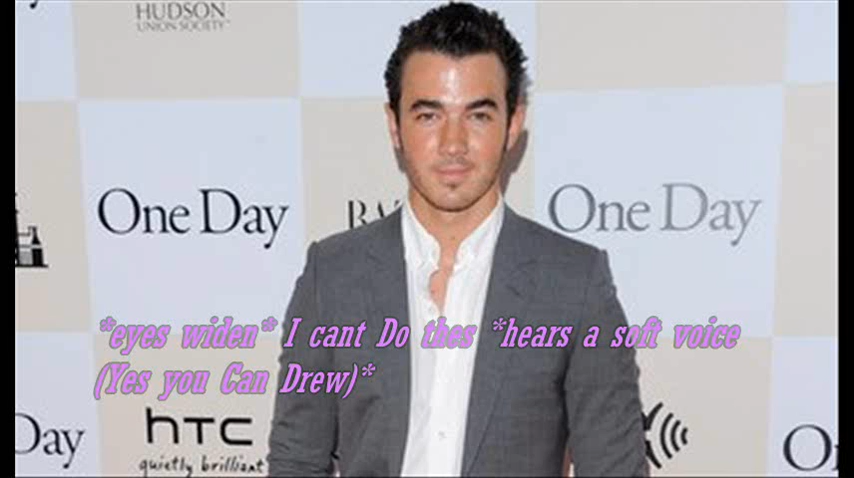 HUDSON
UNION SOCIETY
One Day
BAZ
One Day
*eyes widen* I cant Do thes *hears a soft voice
(Yes you Can Drew)*
Day
hTC
quietly brilliant
O